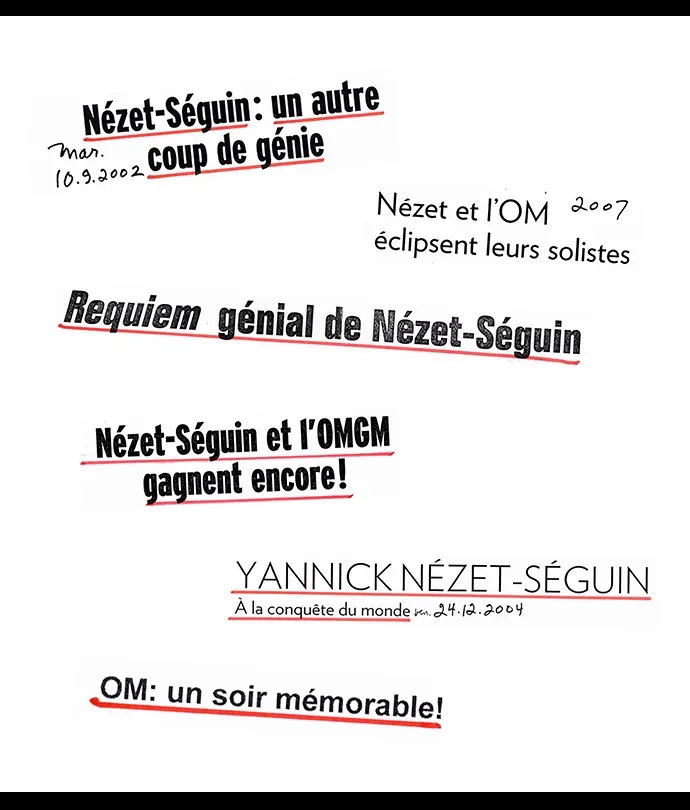 Nézet-Séguin: un autre
coup de génie
mar.
10.9.2002
Nézet et l'OM 2007
éclipsent leurs solistes
Requiem génial de Nézet-Séguin
Nézet-Séguin et l'OMGM
gagnent encore!
YANNICK NÉZET-SÉGUIN
À la conquête du monde ven. 24.12.2004
OM: un soir mémorable!